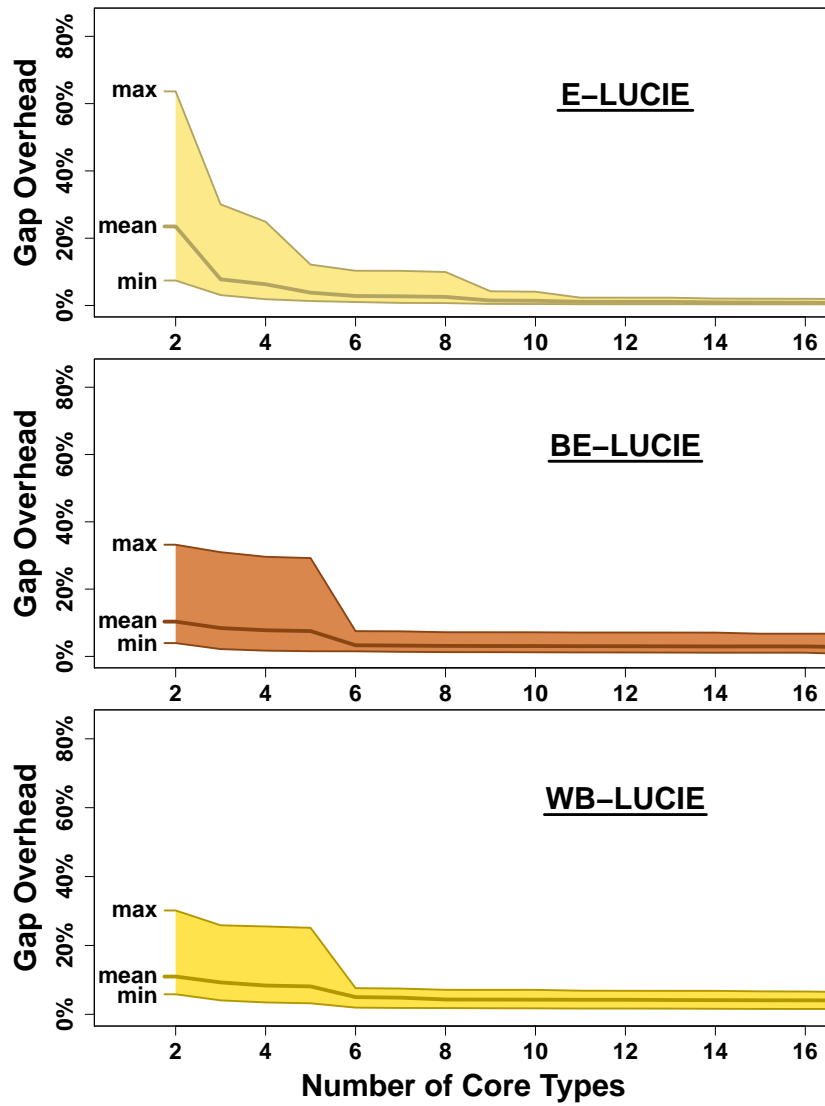 E−LUCIE
Gap Overhead
80%
60%
40%
20%
0%
max
mean
min
2 4 6 8 10 12 14 16
BE−LUCIE
Gap Overhead
80%
60%
40%
20%
0%
max
mean
min
2 4 6 8 10 12 14 16
WB−LUCIE
Gap Overhead
80%
60%
40%
20%
0%
max
mean
min
2 4 6 8 10 12 14 16
Number of Core Types